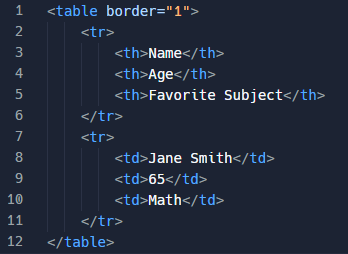 1 <table border="1">
2 <tr>
3 <th>Name</th>
4 <th>Age</th>
5 <th>Favorite Subject</th>
6 </tr>
7 <tr>
8 <td>Jane Smith</td>
9 <td>65</td>
10 <td>Math</td>
11 </tr>
12 </table>